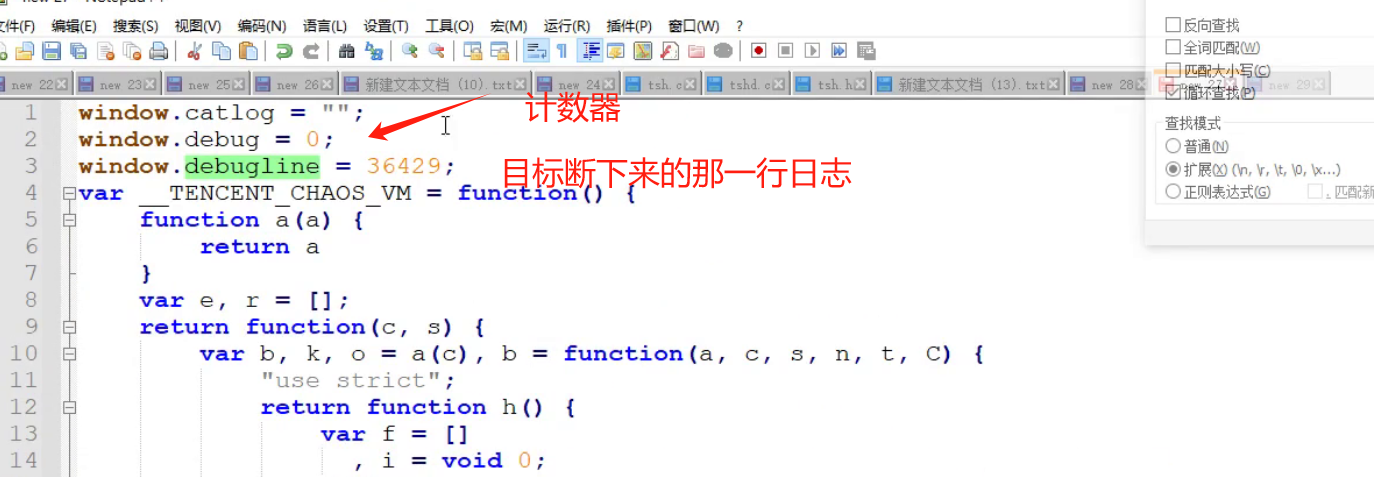 文件(F) 编辑(E) 搜索(S) 视图(V) 编码(N) 语言(L) 设置(T) 工具(O) 宏(M) 运行(R) 插件(P) 窗口(W) ?
new 22 new 23 new 25 new 26 新建文本文档 (10).txt new 24 tsh.c tshd.c tsh.h 新建文本文档 (13).txt new 28 new 27 new 29
反向查找
全词匹配(W)
匹配大小写(C)
循环查找(P)
查找模式
普通(N)
扩展(X) (\n, \r, \t, \0, \x...)
正则表达式(G) . 匹配新
计数器
目标断下来的那一行日志
1 window.catlog = "";
2 window.debug = 0;
3 window.debugline = 36429;
4 var __TENCENT_CHAOS_VM = function() {
5 function a(a) {
6 return a
7 }
8 var e, r = [];
9 return function(c, s) {
10 var b, k, o = a(c), b = function(a, c, s, n, t, C) {
11 "use strict";
12 return function h() {
13 var f = []
14 , i = void 0;